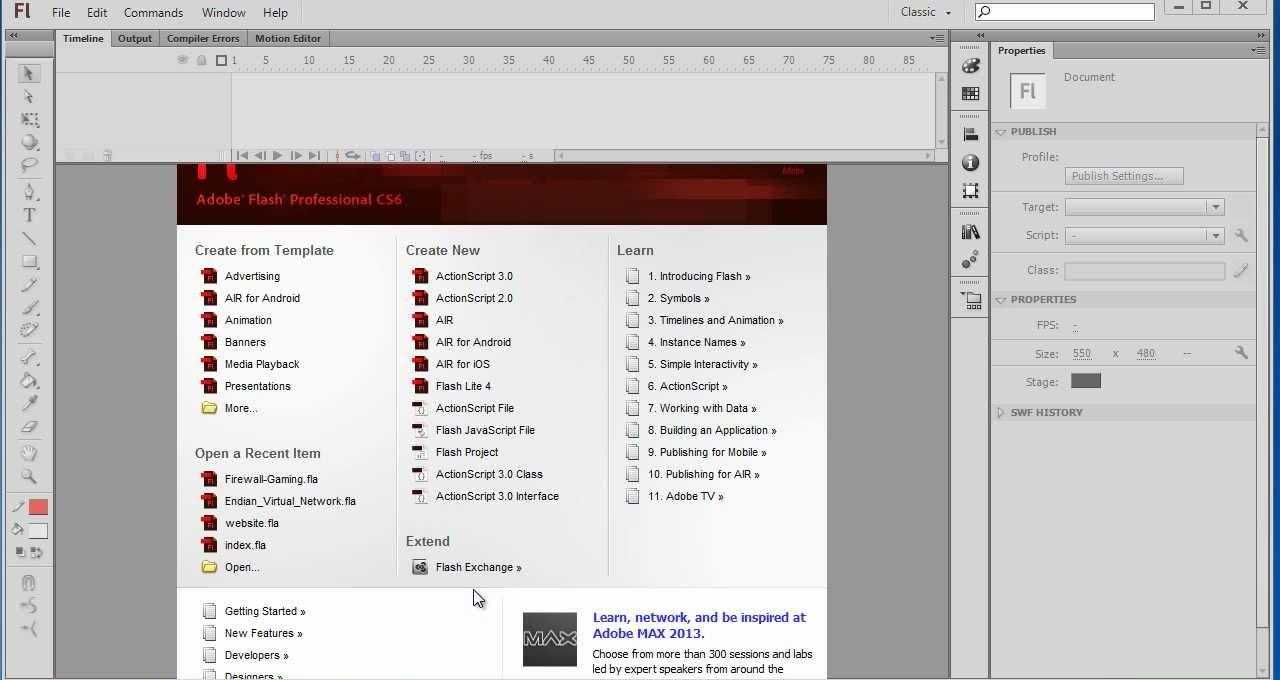 Fl File Edit Commands Window Help Classic
Timeline Output Compiler Errors Motion Editor
1 5 10 15 20 25 30 35 40 45 50 55 60 65 70 75 80 85
- - fps - s
Adobe® Flash® Professional CS6
Create from Template
Advertising
AIR for Android
Animation
Banners
Media Playback
Presentations
More...
Open a Recent Item
Firewall-Gaming.fla
Endian_Virtual_Network.fla
website.fla
index.fla
Open...
Create New
ActionScript 3.0
ActionScript 2.0
AIR
AIR for Android
AIR for iOS
Flash Lite 4
ActionScript File
Flash JavaScript File
Flash Project
ActionScript 3.0 Class
ActionScript 3.0 Interface
Extend
Flash Exchange »
Learn
1. Introducing Flash »
2. Symbols »
3. Timelines and Animation »
4. Instance Names »
5. Simple Interactivity »
6. ActionScript »
7. Working with Data »
8. Building an Application »
9. Publishing for Mobile »
10. Publishing for AIR »
11. Adobe TV »
Getting Started »
New Features »
Developers »
Designers »
MAX
Learn, network, and be inspired at
Adobe MAX 2013.
Choose from more than 300 sessions and labs
led by expert speakers from around the
Properties
Fl Document
PUBLISH
Profile:
Publish Settings...
Target:
Script: -
Class:
PROPERTIES
FPS: -
Size: 550 x 480 --
Stage:
SWF HISTORY